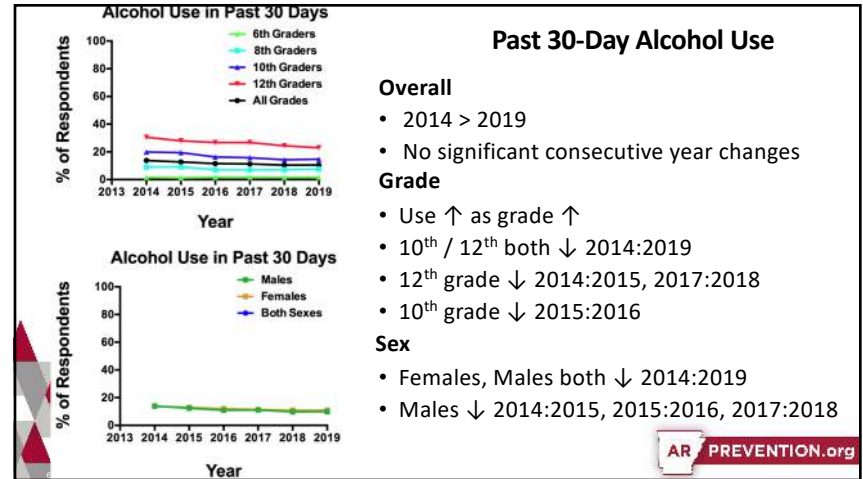 Alcohol Use in Past 30 Days
100
80
60
40
20
0
2013 2014 2015 2016 2017 2018 2019
% of Respondents
Year
6th Graders
8th Graders
10th Graders
12th Graders
All Grades
Alcohol Use in Past 30 Days
100
80
60
40
20
0
2013 2014 2015 2016 2017 2018 2019
% of Respondents
Year
Males
Females
Both Sexes
Past 30-Day Alcohol Use
Overall
• 2014 > 2019
• No significant consecutive year changes
Grade
• Use ↑ as grade ↑
• 10th / 12th both ↓ 2014:2019
• 12th grade ↓ 2014:2015, 2017:2018
• 10th grade ↓ 2015:2016
Sex
• Females, Males both ↓ 2014:2019
• Males ↓ 2014:2015, 2015:2016, 2017:2018
AR PREVENTION.org